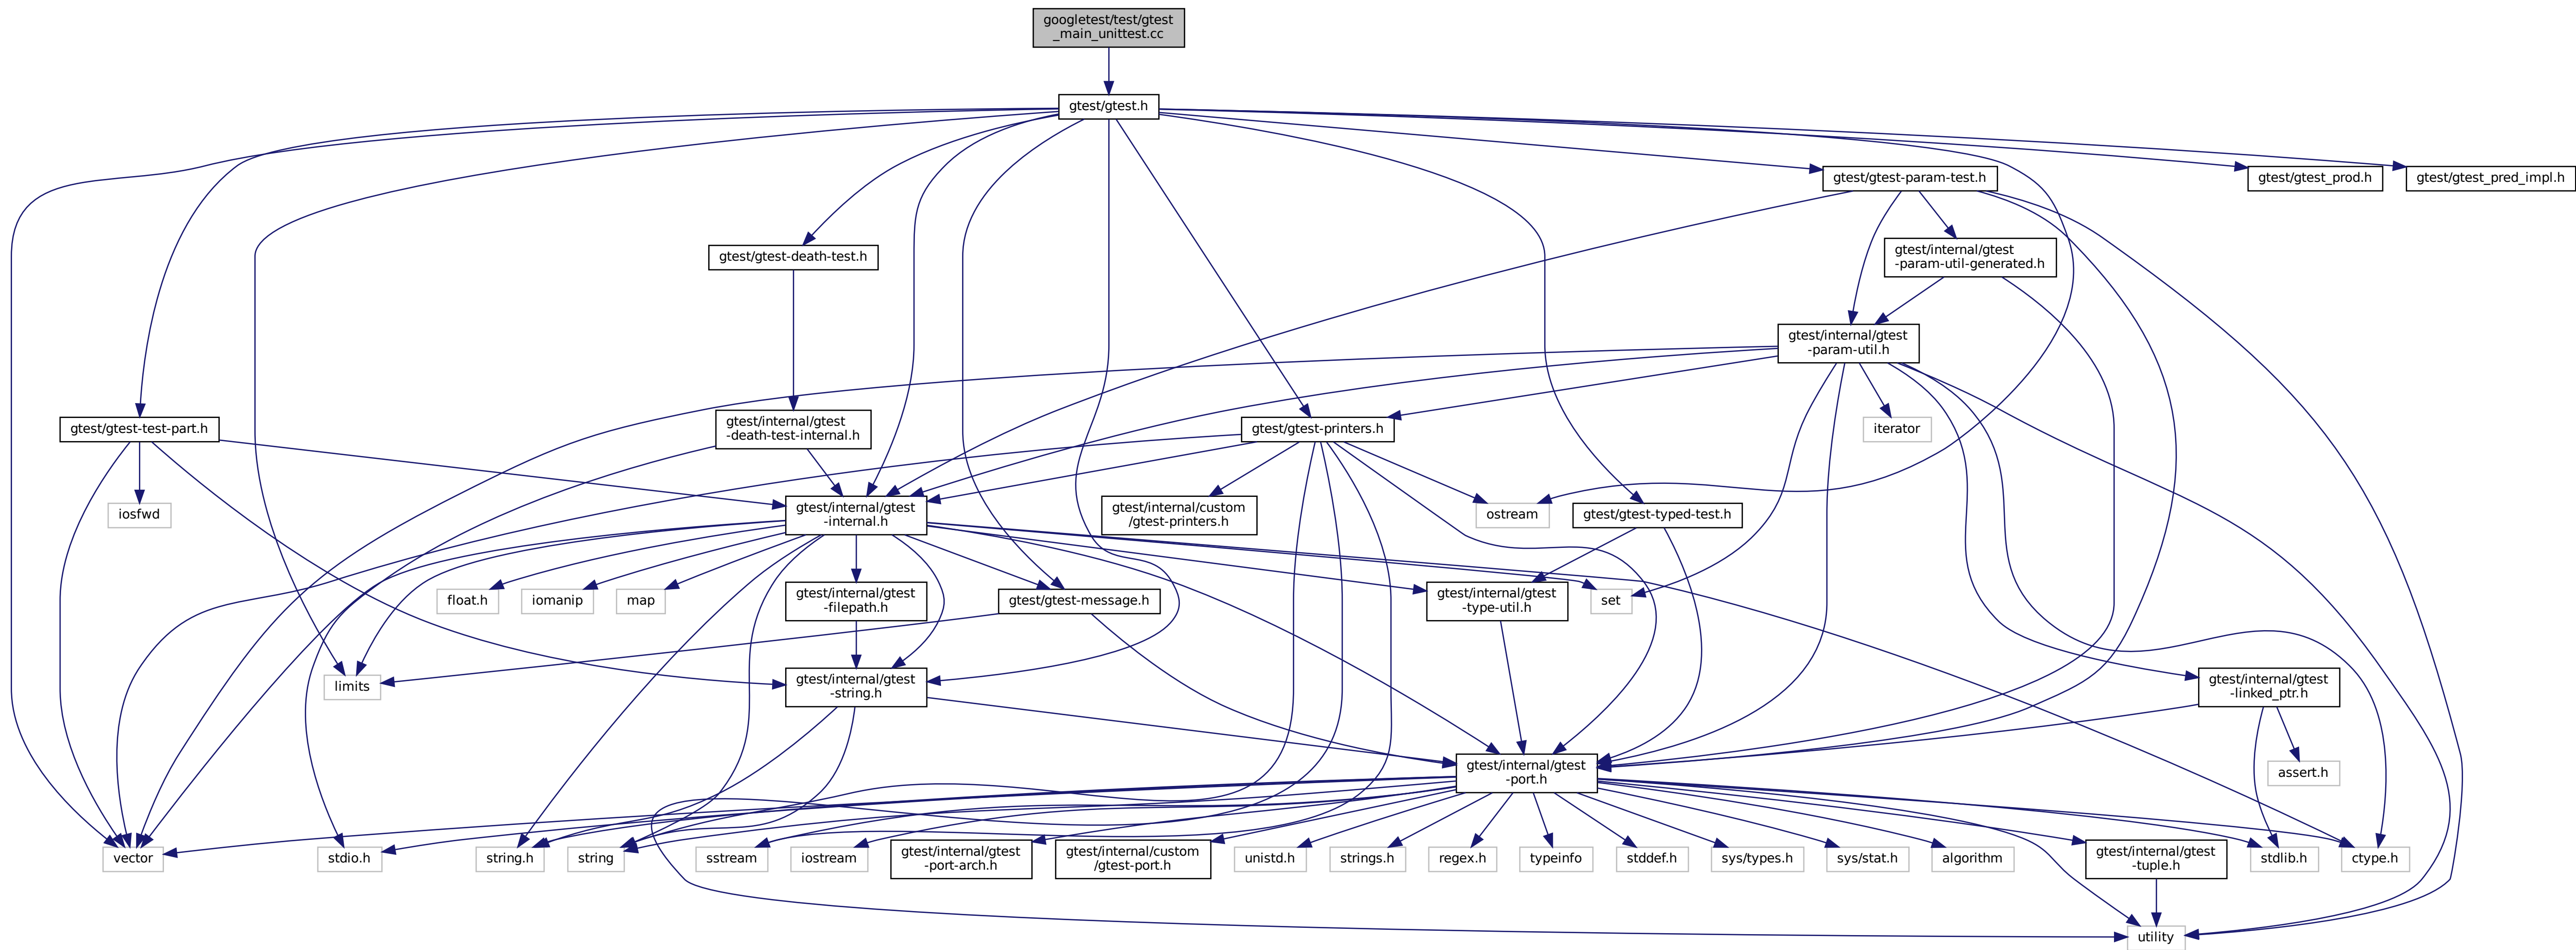 googletest/test/gtest
_main_unittest.cc
gtest/gtest.h
gtest/gtest-param-test.h
gtest/gtest_prod.h
gtest/gtest_pred_impl.h
gtest/gtest-death-test.h
gtest/internal/gtest
-param-util-generated.h
gtest/internal/gtest
-param-util.h
gtest/gtest-test-part.h
gtest/internal/gtest
-death-test-internal.h
gtest/gtest-printers.h
iterator
iosfwd
gtest/internal/gtest
-internal.h
gtest/internal/custom
/gtest-printers.h
ostream
gtest/gtest-typed-test.h
float.h
iomanip
map
gtest/internal/gtest
-filepath.h
gtest/gtest-message.h
gtest/internal/gtest
-type-util.h
set
limits
gtest/internal/gtest
-string.h
gtest/internal/gtest
-linked_ptr.h
gtest/internal/gtest
-port.h
assert.h
vector
stdio.h
string.h
string
sstream
iostream
gtest/internal/gtest
-port-arch.h
gtest/internal/custom
/gtest-port.h
unistd.h
strings.h
regex.h
typeinfo
stddef.h
sys/types.h
sys/stat.h
algorithm
gtest/internal/gtest
-tuple.h
stdlib.h
ctype.h
utility